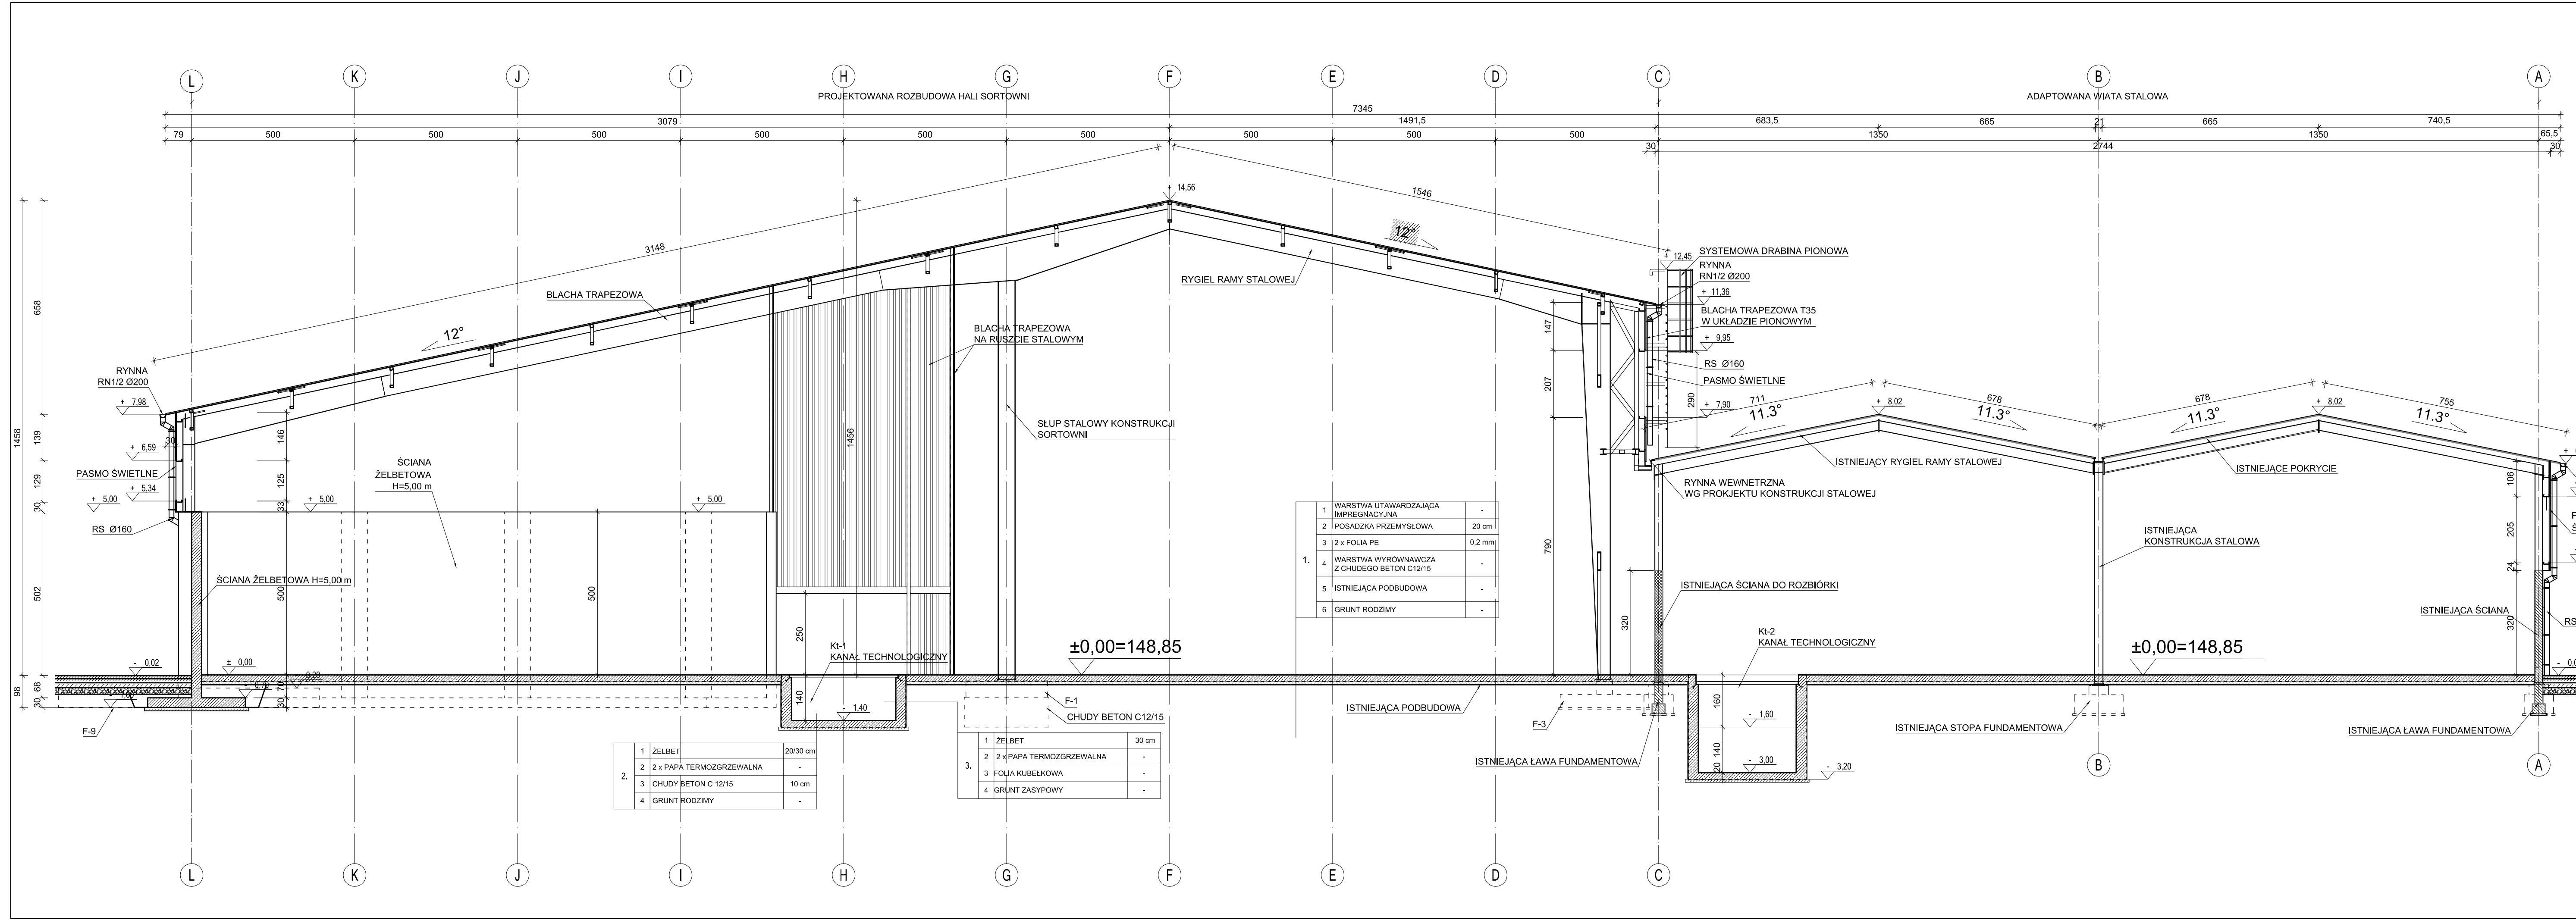 L K J I H G F E D C B A
PROJEKTOWANA ROZBUDOWA HALI SORTOWNI
ADAPTOWANA WIATA STALOWA
7345
3079 1491,5 683,5 665 21 665 740,5
79 500 500 500 500 500 500 500 500 500 1350 1350 65,5
30 2744 30
1546
+ 14,56
3148
12°
12°
SYSTEMOWA DRABINA PIONOWA
+ 12,45
RYNNA
RN1/2 Ø200
+ 11,36
BLACHA TRAPEZOWA T35
W UKŁADZIE PIONOWYM
+ 9,95
RS Ø160
PASMO ŚWIETLNE
+ 7,90
290
RYGIEL RAMY STALOWEJ
BLACHA TRAPEZOWA
BLACHA TRAPEZOWA
NA RUSZCIE STALOWYM
147
207
790
711
11.3°
+ 8,02
678
11.3°
678
11.3°
+ 8,02
755
11.3°
RYNNA
RN1/2 Ø200
+ 7,98
30
+ 6,59
PASMO ŚWIETLNE
+ 5,34
+ 5,00
RS Ø160
1458
658
139
129
30
502
98
68
30
146
125
33
500
70
30
+ 5,00
+ 5,00
500
1456
ŚCIANA
ŻELBETOWA
H=5,00 m
ŚCIANA ŻELBETOWA H=5,00 m
SŁUP STALOWY KONSTRUKCJI
SORTOWNI
ISTNIEJĄCY RYGIEL RAMY STALOWEJ
ISTNIEJĄCE POKRYCIE
RYNNA WEWNETRZNA
WG PROKJEKTU KONSTRUKCJI STALOWEJ
ISTNIEJĄCA
KONSTRUKCJA STALOWA
ISTNIEJĄCA ŚCIANA DO ROZBIÓRKI
ISTNIEJĄCA ŚCIANA
106
205
24
320
320
RS
1.
1 WARSTWA UTAWARDZAJĄCA IMPREGNACYJNA -
2 POSADZKA PRZEMYSŁOWA 20 cm
3 2 x FOLIA PE 0,2 mm
4 WARSTWA WYRÓWNAWCZA Z CHUDEGO BETON C12/15 -
5 ISTNIEJĄCA PODBUDOWA -
6 GRUNT RODZIMY -
250
Kt-1
KANAŁ TECHNOLOGICZNY
140
- 1,40
±0,00=148,85
Kt-2
KANAŁ TECHNOLOGICZNY
±0,00=148,85
- 0,02
± 0,00
- 0,20
F-9
F-1
CHUDY BETON C12/15
ISTNIEJĄCA PODBUDOWA
F-3
ISTNIEJĄCA ŁAWA FUNDAMENTOWA
160
- 1,60
140
- 3,00
20
- 3,20
ISTNIEJĄCA STOPA FUNDAMENTOWA
ISTNIEJĄCA ŁAWA FUNDAMENTOWA
2.
1 ŻELBET 20/30 cm
2 2 x PAPA TERMOZGRZEWALNA -
3 CHUDY BETON C 12/15 10 cm
4 GRUNT RODZIMY -
3.
1 ŻELBET 30 cm
2 2 x PAPA TERMOZGRZEWALNA -
3 FOLIA KUBEŁKOWA -
4 GRUNT ZASYPOWY -
B A
L K J I H G F E D C